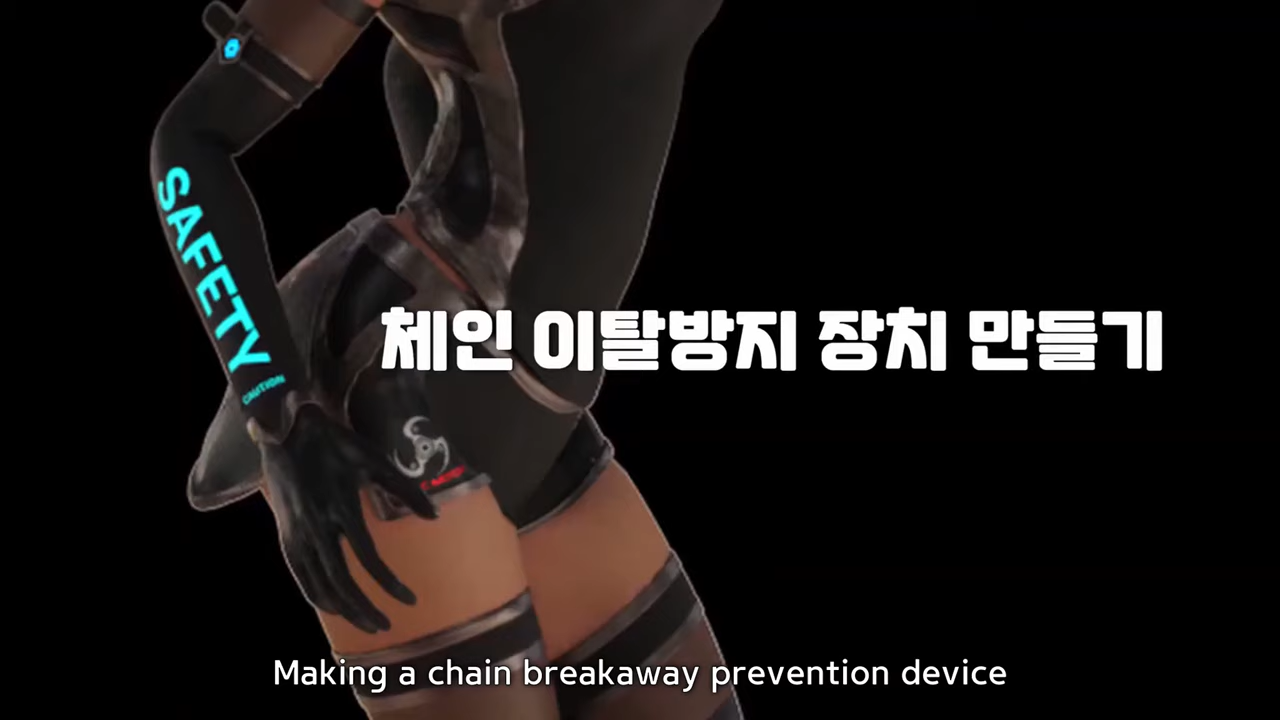 SAFETY
CAUTION
체인 이탈방지 장치 만들기
Making a chain breakaway prevention device